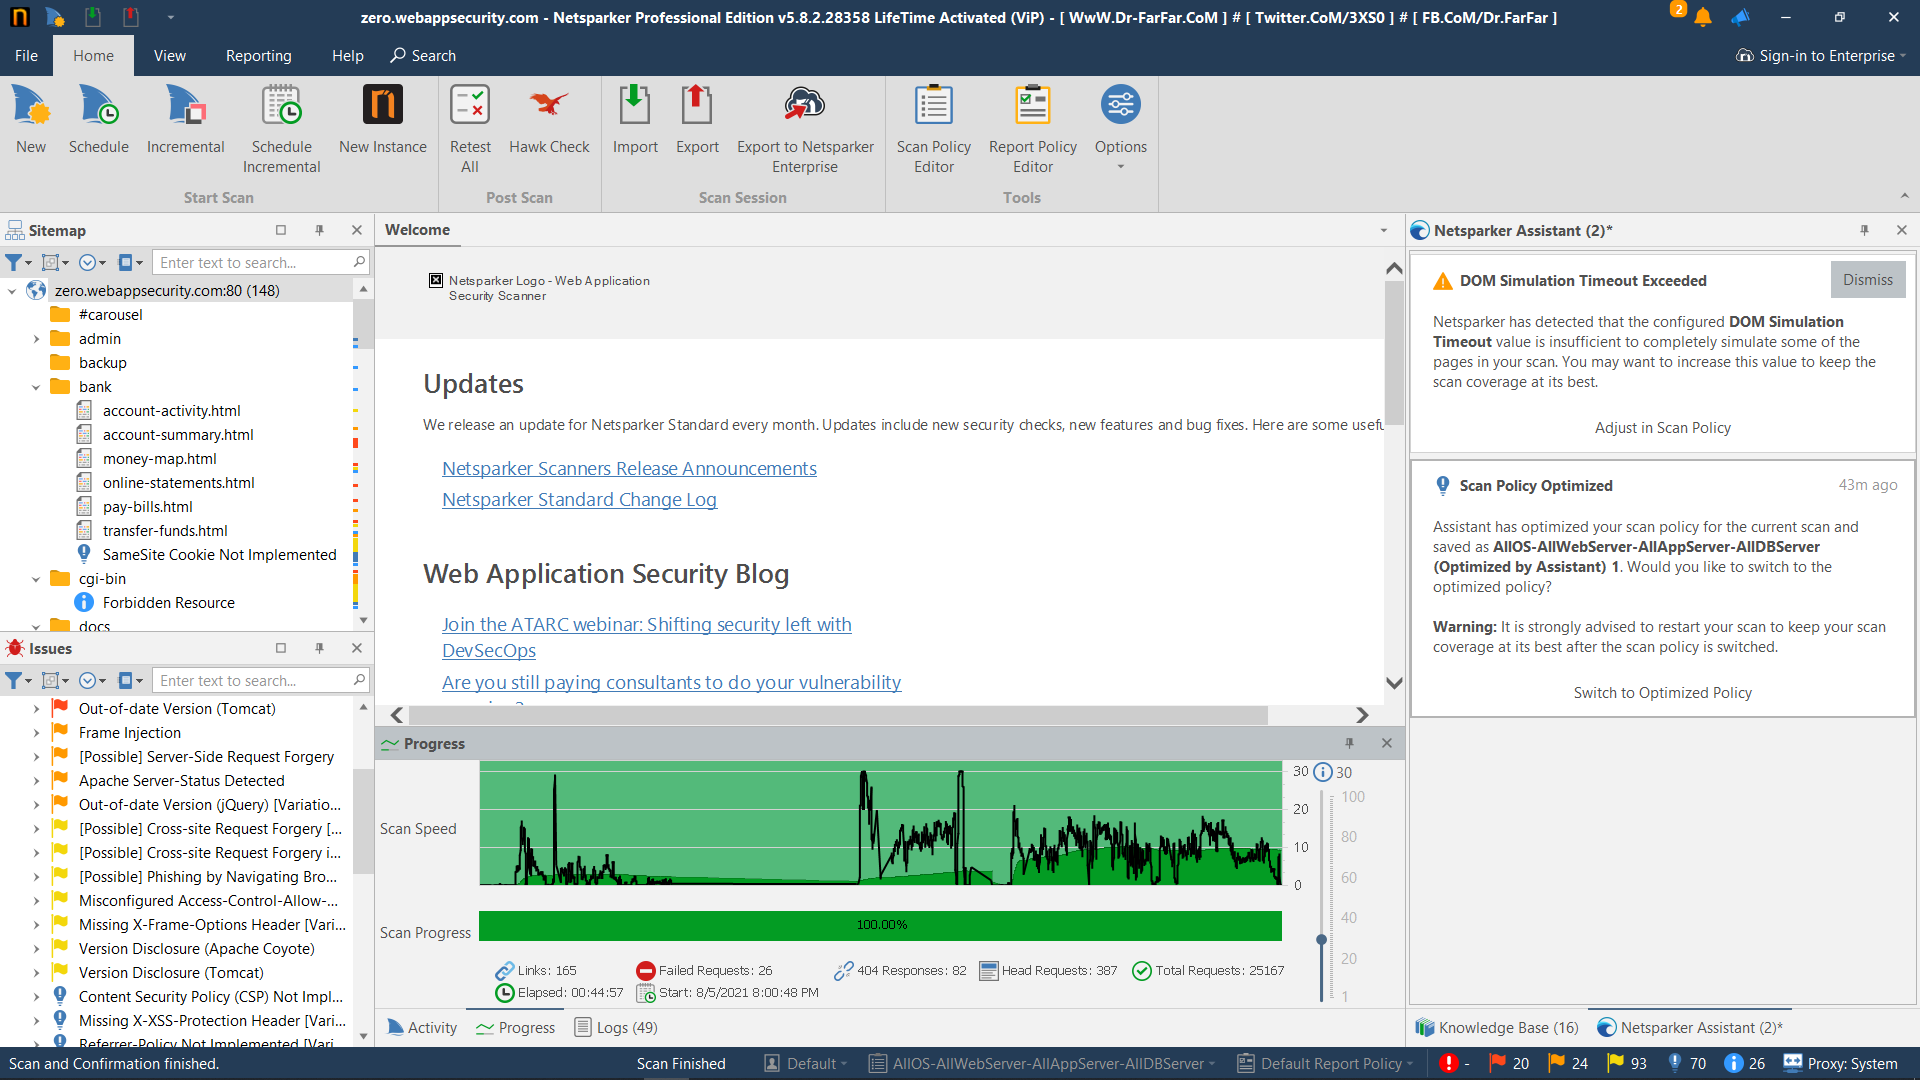 zero.webappsecurity.com - Netsparker Professional Edition v5.8.2.28358 LifeTime Activated (ViP) - [ WwW.Dr-FarFar.CoM ] # [ Twitter.CoM/3XS0 ] # [ FB.CoM/Dr.FarFar ]
2
File Home View Reporting Help Search
Sign-in to Enterprise
New Schedule Incremental Schedule Incremental New Instance Retest All Hawk Check Import Export Export to Netsparker Enterprise Scan Policy Editor Report Policy Editor Options
Start Scan Post Scan Scan Session Tools
Sitemap
Enter text to search...
zero.webappsecurity.com:80 (148)
#carousel
admin
backup
bank
account-activity.html
account-summary.html
money-map.html
online-statements.html
pay-bills.html
transfer-funds.html
SameSite Cookie Not Implemented
cgi-bin
Forbidden Resource
docs
Issues
Enter text to search...
Out-of-date Version (Tomcat)
Frame Injection
[Possible] Server-Side Request Forgery
Apache Server-Status Detected
Out-of-date Version (jQuery) [Variatio...
[Possible] Cross-site Request Forgery [...
[Possible] Cross-site Request Forgery i...
[Possible] Phishing by Navigating Bro...
Misconfigured Access-Control-Allow-...
Missing X-Frame-Options Header [Vari...
Version Disclosure (Apache Coyote)
Version Disclosure (Tomcat)
Content Security Policy (CSP) Not Impl...
Missing X-XSS-Protection Header [Vari...
Referrer-Policy Not Implemented [Vari
Welcome
Netsparker Logo - Web Application
Security Scanner
Updates
We release an update for Netsparker Standard every month. Updates include new security checks, new features and bug fixes. Here are some usefu
Netsparker Scanners Release Announcements
Netsparker Standard Change Log
Web Application Security Blog
Join the ATARC webinar: Shifting security left with
DevSecOps
Are you still paying consultants to do your vulnerability
Progress
Scan Speed
30
20
10
0
30
100
80
60
40
20
1
Scan Progress
100.00%
Links: 165 Failed Requests: 26 404 Responses: 82 Head Requests: 387 Total Requests: 25167
Elapsed: 00:44:57 Start: 8/5/2021 8:00:48 PM
Activity Progress Logs (49)
Netsparker Assistant (2)*
DOM Simulation Timeout Exceeded
Dismiss
Netsparker has detected that the configured DOM Simulation
Timeout value is insufficient to completely simulate some of the
pages in your scan. You may want to increase this value to keep the
scan coverage at its best.
Adjust in Scan Policy
Scan Policy Optimized
43m ago
Assistant has optimized your scan policy for the current scan and
saved as AllOS-AllWebServer-AllAppServer-AllDBServer
(Optimized by Assistant) 1. Would you like to switch to the
optimized policy?
Warning: It is strongly advised to restart your scan to keep your scan
coverage at its best after the scan policy is switched.
Switch to Optimized Policy
Knowledge Base (16) Netsparker Assistant (2)*
Scan and Confirmation finished. Scan Finished Default AllOS-AllWebServer-AllAppServer-AllDBServer Default Report Policy - 20 24 93 70 26 Proxy: System